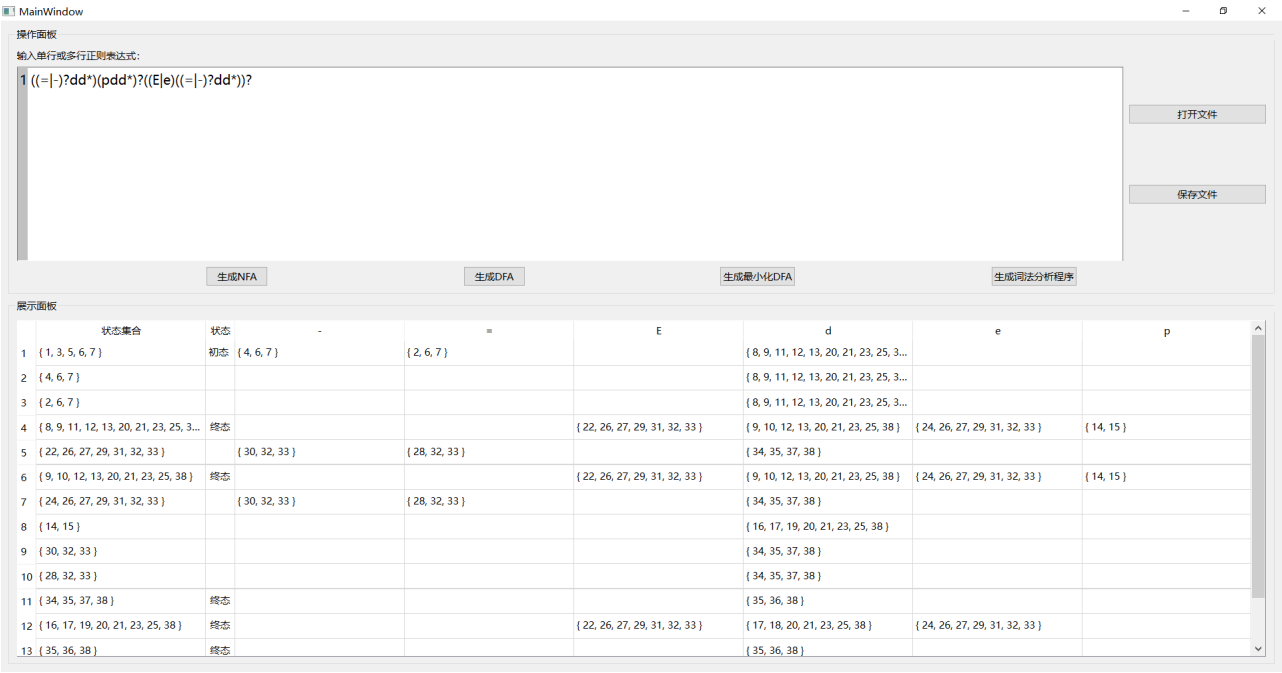 MainWindow
操作面板
输入单行或多行正则表达式:
1 ((=|-)?dd*)(pdd*)?((E|e)((=|-)?dd*))?
打开文件
保存文件
生成NFA 生成DFA 生成最小化DFA 生成词法分析程序
展示面板
状态集合 状态 - = E d e p
1 { 1, 3, 5, 6, 7 } 初态 { 4, 6, 7 } { 2, 6, 7 } { 8, 9, 11, 12, 13, 20, 21, 23, 25, 3...
2 { 4, 6, 7 } { 8, 9, 11, 12, 13, 20, 21, 23, 25, 3...
3 { 2, 6, 7 } { 8, 9, 11, 12, 13, 20, 21, 23, 25, 3...
4 { 8, 9, 11, 12, 13, 20, 21, 23, 25, 3... 终态 { 22, 26, 27, 29, 31, 32, 33 } { 9, 10, 12, 13, 20, 21, 23, 25, 38 } { 24, 26, 27, 29, 31, 32, 33 } { 14, 15 }
5 { 22, 26, 27, 29, 31, 32, 33 } { 30, 32, 33 } { 28, 32, 33 } { 34, 35, 37, 38 }
6 { 9, 10, 12, 13, 20, 21, 23, 25, 38 } 终态 { 22, 26, 27, 29, 31, 32, 33 } { 9, 10, 12, 13, 20, 21, 23, 25, 38 } { 24, 26, 27, 29, 31, 32, 33 } { 14, 15 }
7 { 24, 26, 27, 29, 31, 32, 33 } { 30, 32, 33 } { 28, 32, 33 } { 34, 35, 37, 38 }
8 { 14, 15 } { 16, 17, 19, 20, 21, 23, 25, 38 }
9 { 30, 32, 33 } { 34, 35, 37, 38 }
10 { 28, 32, 33 } { 34, 35, 37, 38 }
11 { 34, 35, 37, 38 } 终态 { 35, 36, 38 }
12 { 16, 17, 19, 20, 21, 23, 25, 38 } 终态 { 22, 26, 27, 29, 31, 32, 33 } { 17, 18, 20, 21, 23, 25, 38 } { 24, 26, 27, 29, 31, 32, 33 }
13 { 35, 36, 38 } 终态 { 35, 36, 38 }